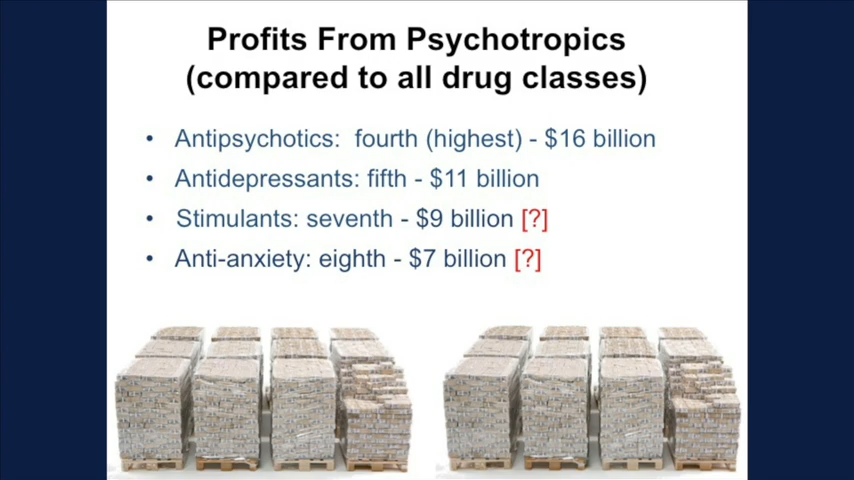 Profits From Psychotropics
(compared to all drug classes)
• Antipsychotics: fourth (highest) - $16 billion
• Antidepressants: fifth - $11 billion
• Stimulants: seventh - $9 billion [?]
• Anti-anxiety: eighth - $7 billion [?]